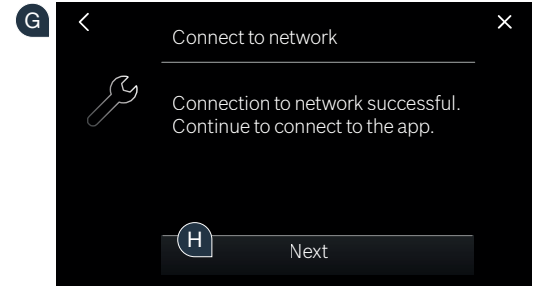 G
Connect to network
Connection to network successful.
Continue to connect to the app.
H
Next